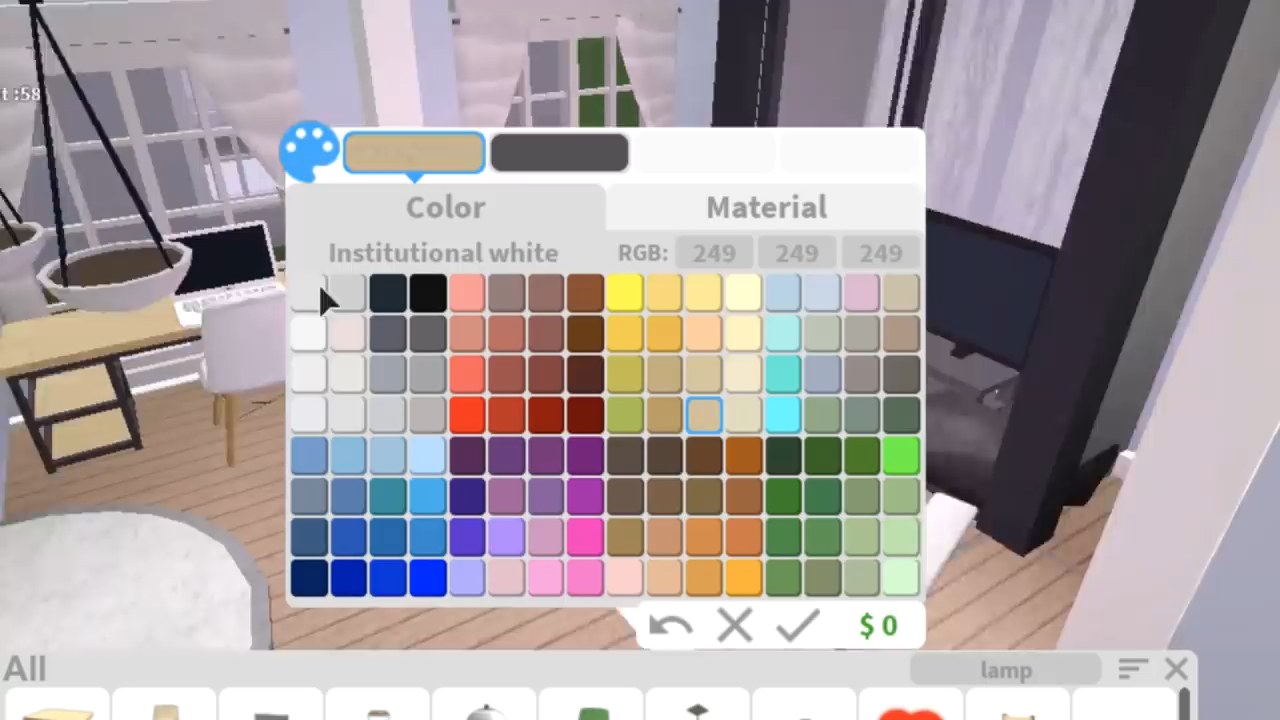 t :58
Color
Material
Institutional white
RGB: 249 249 249
$ 0
All
lamp